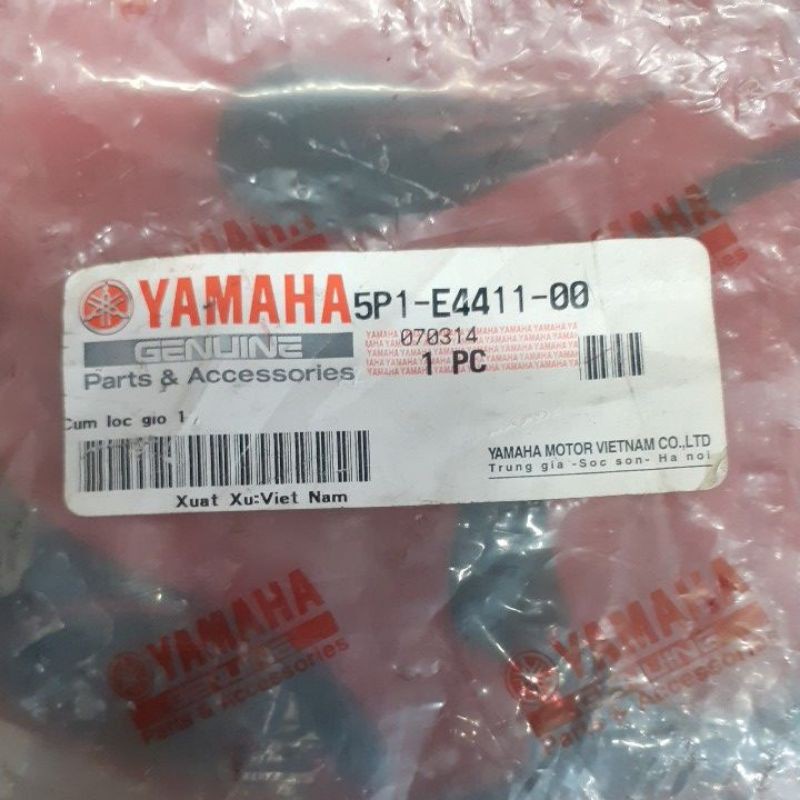 YAMAHA
YAMAHA 5P1-E4411-00
GENUINE
070314
Parts & Accessories
1 PC
Cum loc gio 1
YAMAHA MOTOR VIETNAM CO.,LTD
Trung gia -Soc son- Ha noi
Xuat Xu:Viet Nam
YAMAHA
Parts & Accessories
YAMAHA
GENUINE
Parts & Accessories